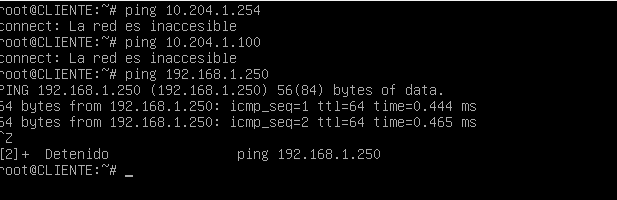 root@CLIENTE:~# ping 10.204.1.254
connect: La red es inaccesible
root@CLIENTE:~# ping 10.204.1.100
connect: La red es inaccesible
root@CLIENTE:~# ping 192.168.1.250
PING 192.168.1.250 (192.168.1.250) 56(84) bytes of data.
64 bytes from 192.168.1.250: icmp_seq=1 ttl=64 time=0.444 ms
64 bytes from 192.168.1.250: icmp_seq=2 ttl=64 time=0.465 ms
^Z
[2]+  Detenido                ping 192.168.1.250
root@CLIENTE:~# _